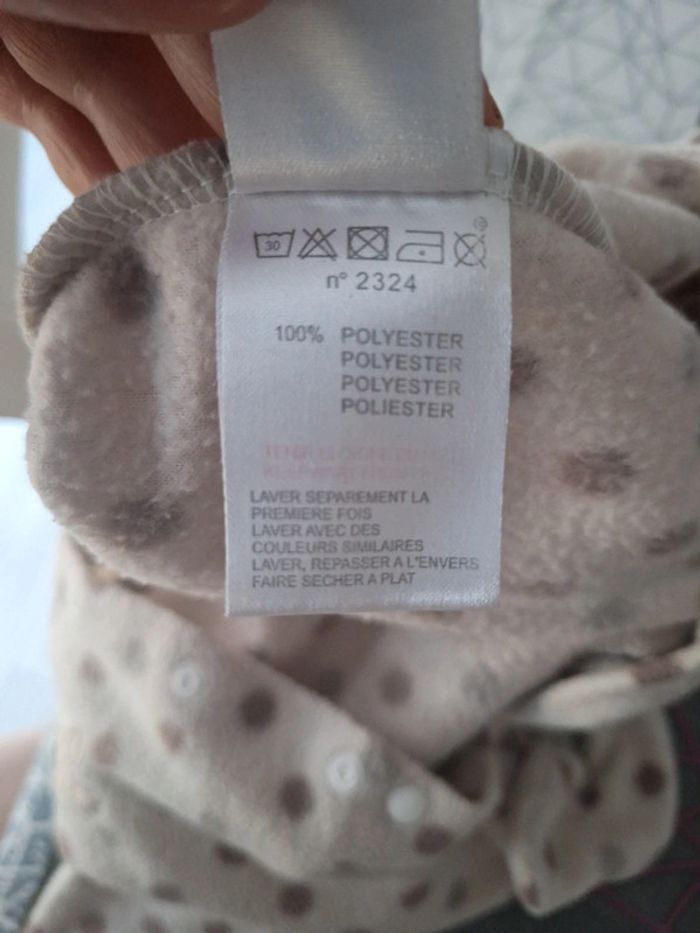 30
n° 2324
100% POLYESTER
POLYESTER
POLYESTER
POLIESTER
LAVER SEPAREMENT LA
PREMIERE FOIS
LAVER AVEC DES
COULEURS SIMILAIRES
LAVER, REPASSER A L'ENVERS
FAIRE SECHER A PLAT